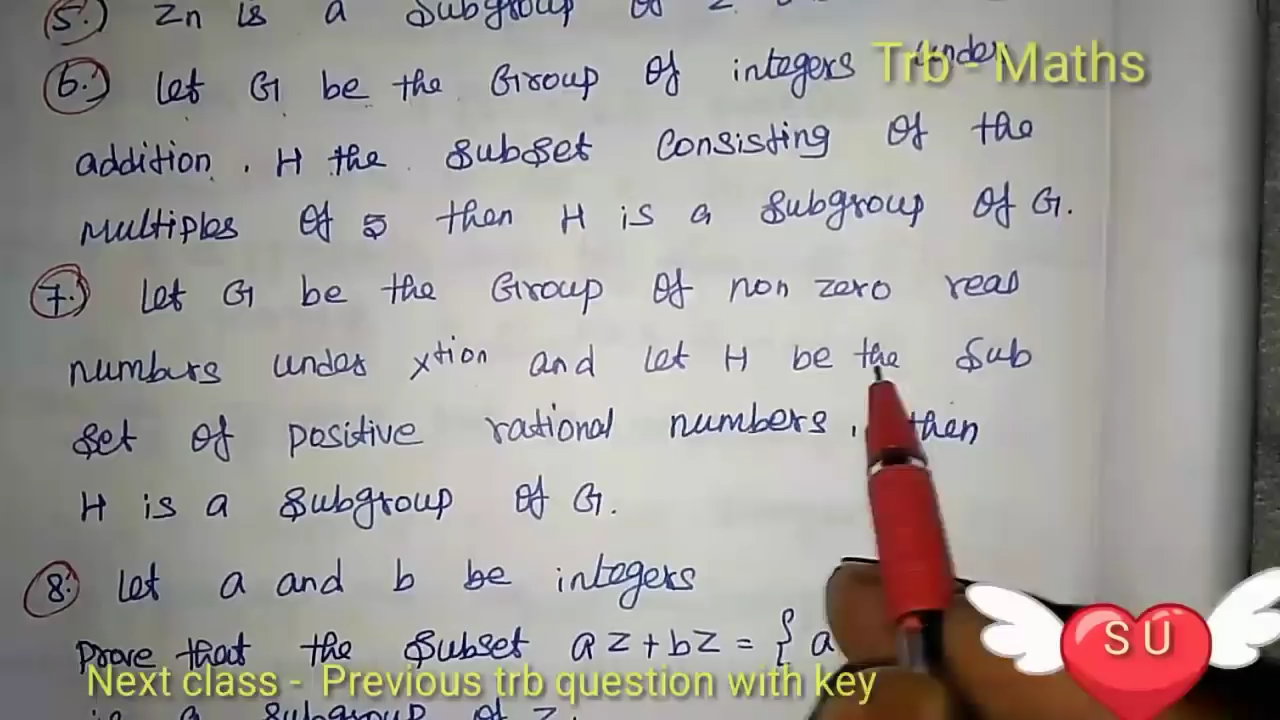 5.) Zn is a Subgroup Of Z
Trb - Maths
6.) Let G be the Group Of integers under
addition. H the Subset Consisting Of the
multiples Of 5 then H is a Subgroup Of G.
7.) Let G be the Group Of non zero real
numbers under xtion and let H be the Sub
Set Of positive rational numbers. then
H is a Subgroup Of G.
8.) Let a and b be integers
prove that the Subset aZ+bZ = { a
Next class - Previous trb question with key
is a Subgroup Of Z.
S U